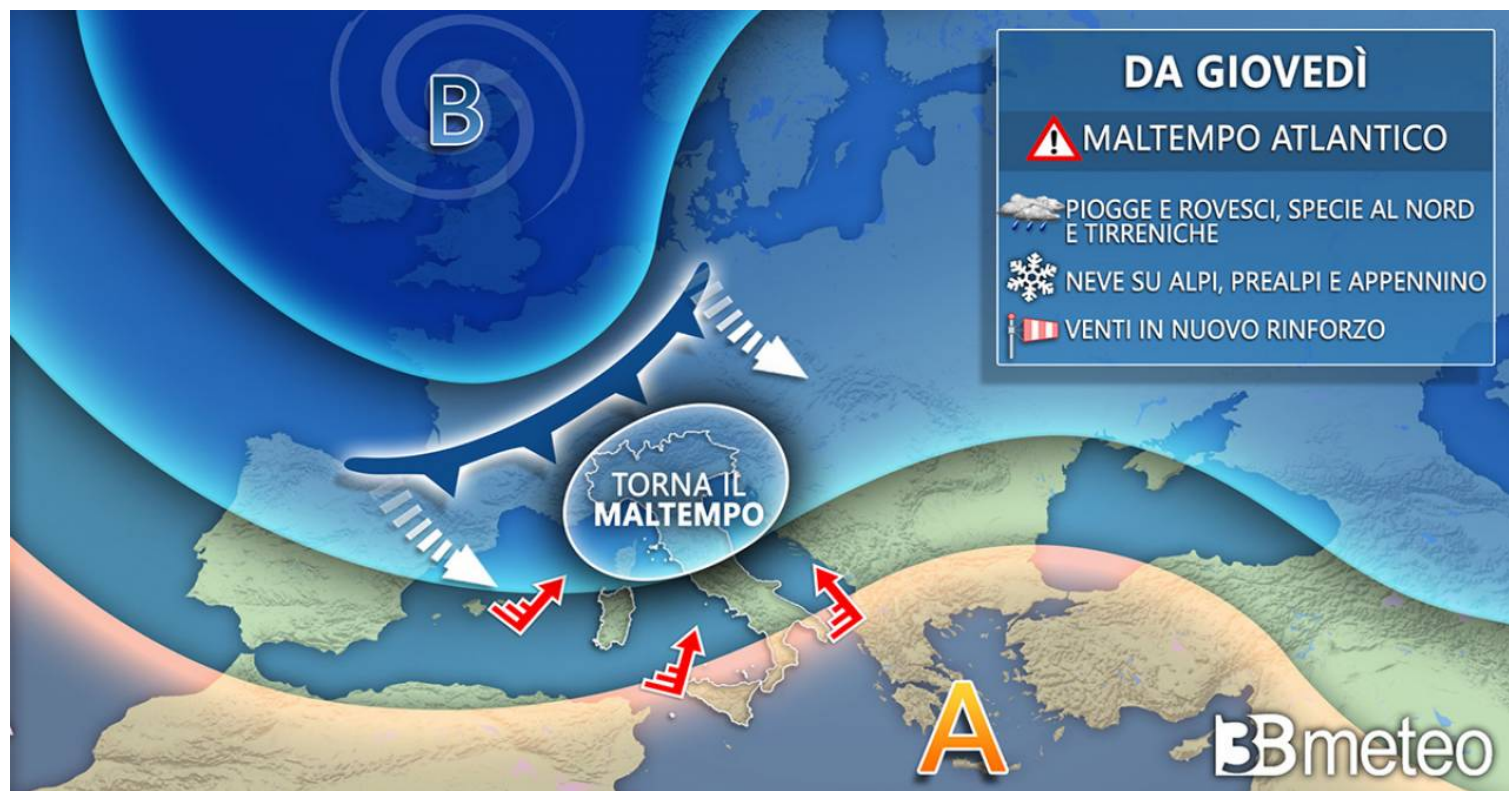 B
DA GIOVEDÌ
MALTEMPO ATLANTICO
PIOGGE E ROVESCI, SPECIE AL NORD
E TIRRENICHE
NEVE SU ALPI, PREALPI E APPENNINO
VENTI IN NUOVO RINFORZO
TORNA IL
MALTEMPO
A
3Bmeteo